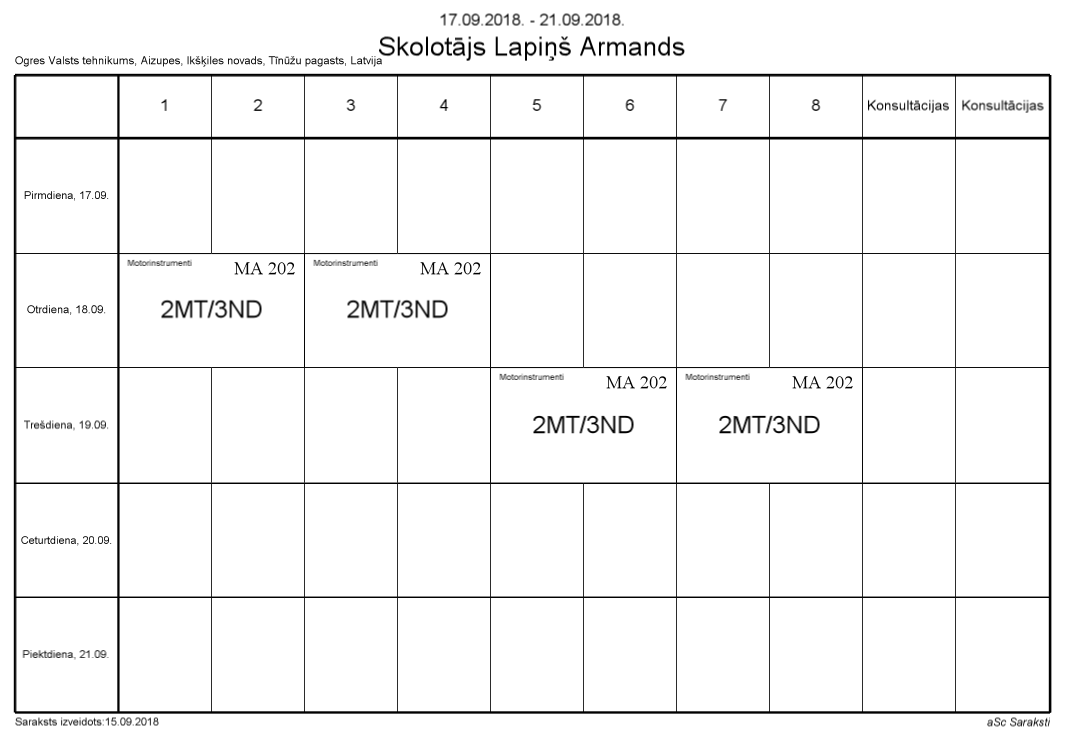 17.09.2018. - 21.09.2018.
Skolotājs Lapiņš Armands
Ogres Valsts tehnikums, Aizupes, Ikšķiles novads, Tīnūžu pagasts, Latvija
1 2 3 4 5 6 7 8 Konsultācijas Konsultācijas
Pirmdiena, 17.09.
Motorinstrumenti MA 202 Motorinstrumenti MA 202
Otrdiena, 18.09. 2MT/3ND 2MT/3ND
Motorinstrumenti MA 202 Motorinstrumenti MA 202
Trešdiena, 19.09. 2MT/3ND 2MT/3ND
Ceturtdiena, 20.09.
Piektdiena, 21.09.
Saraksts izveidots:15.09.2018 aSc Saraksti